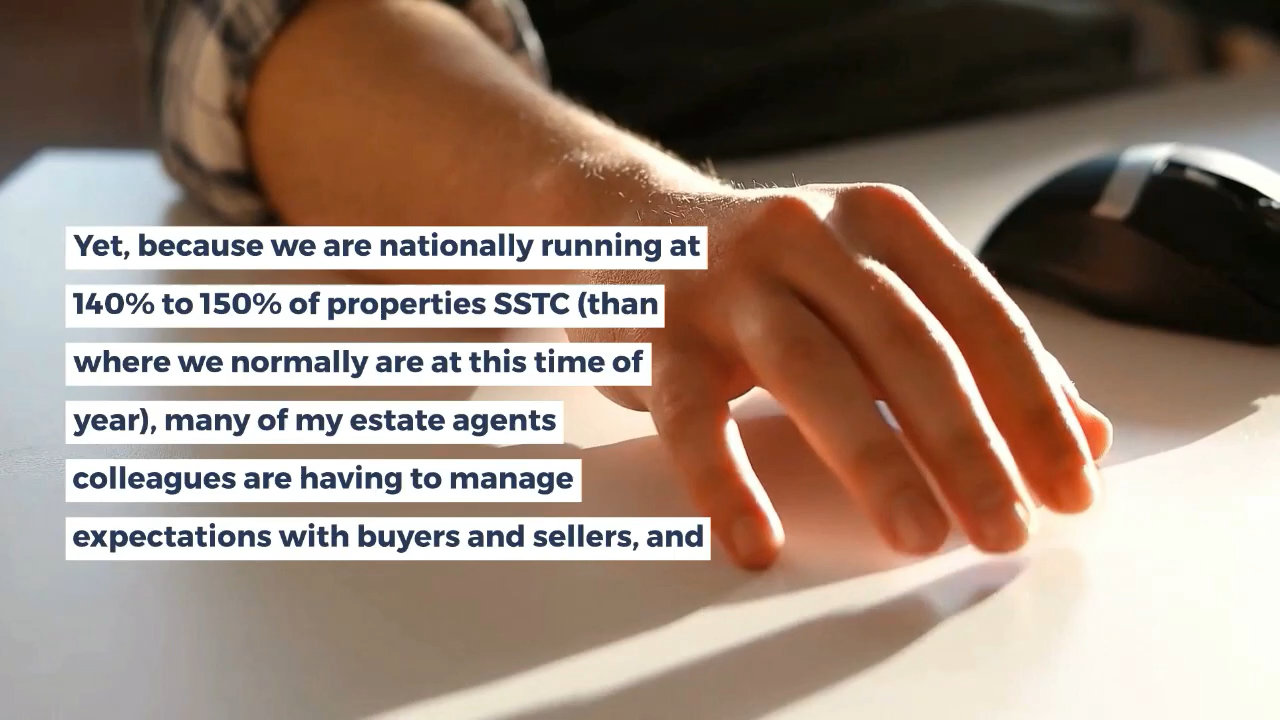 Yet, because we are nationally running at
140% to 150% of properties SSTC (than
where we normally are at this time of
year), many of my estate agents
colleagues are having to manage
expectations with buyers and sellers, and